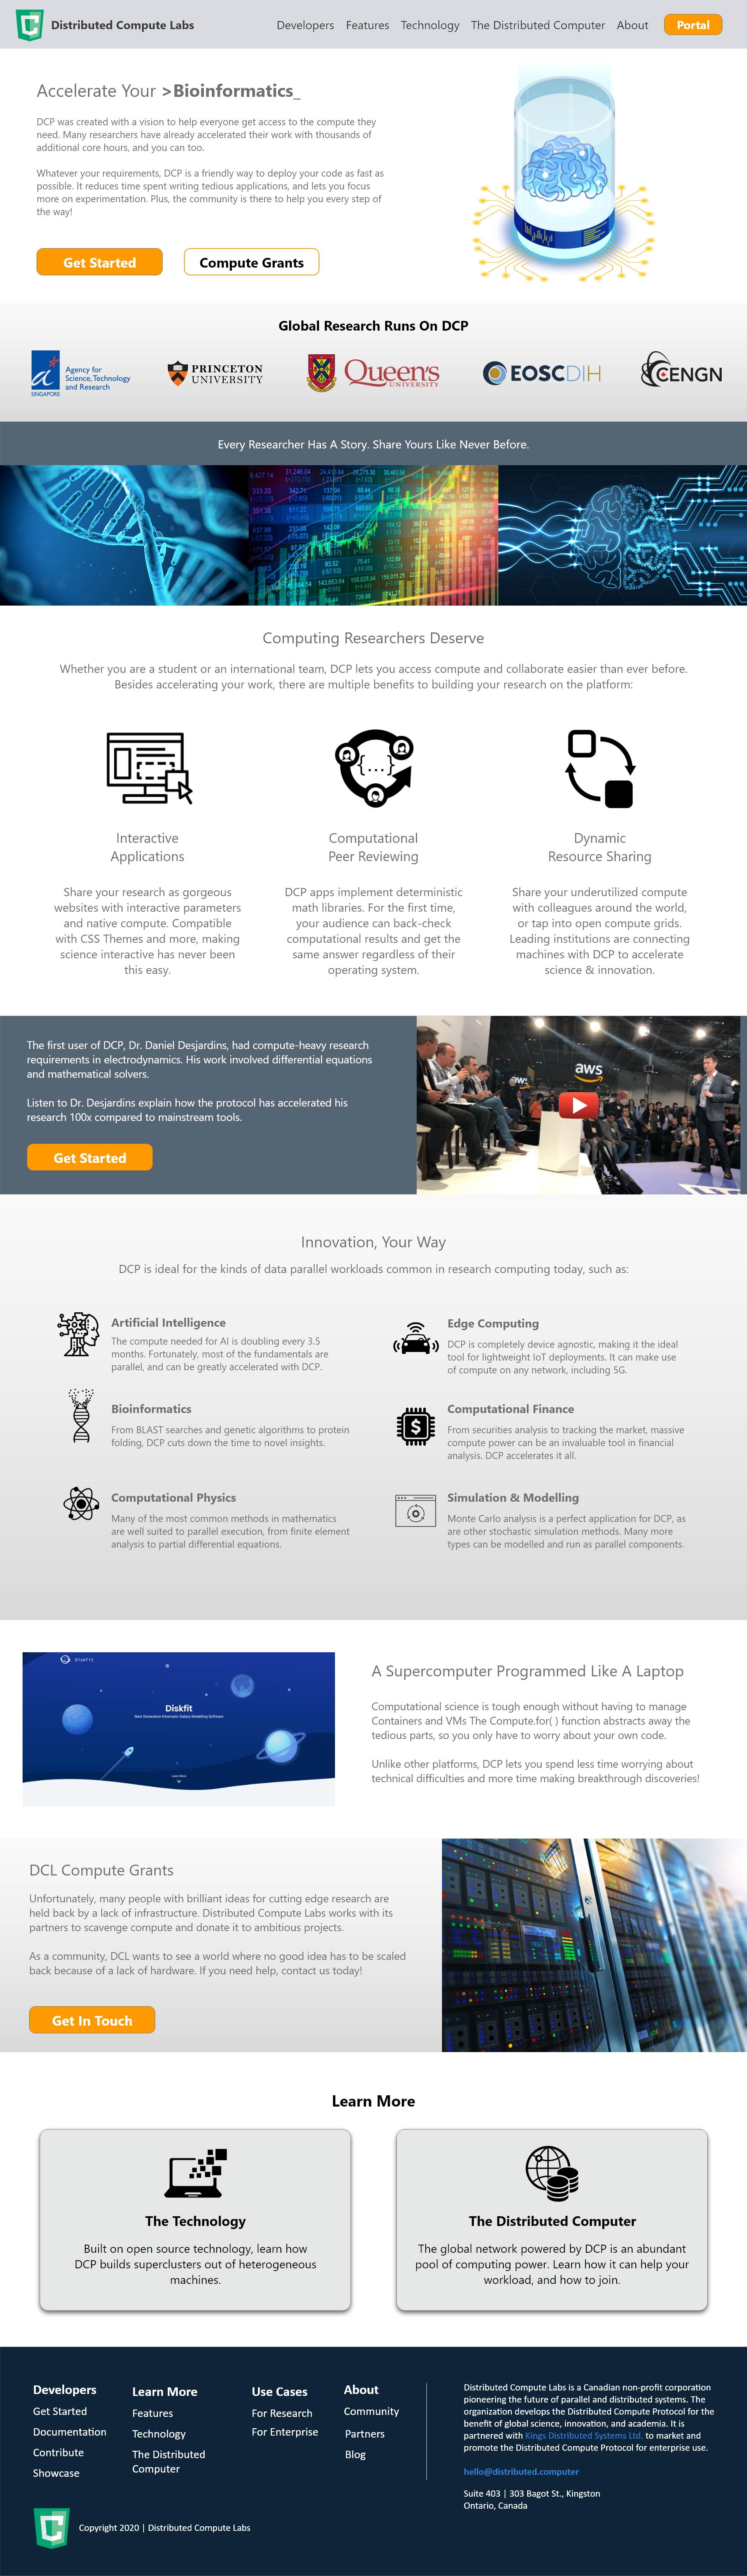 Distributed Compute Labs
Developers Features Technology The Distributed Computer About Portal
Accelerate Your >Bioinformatics_
DCP was created with a vision to help everyone get access to the compute they
need. Many researchers have already accelerated their work with thousands of
additional core hours, and you can too.
Whatever your requirements, DCP is a friendly way to deploy your code as fast as
possible. It reduces time spent writing tedious applications, and lets you focus
more on experimentation. Plus, the community is there to help you every step of
the way!
Get Started
Compute Grants
Global Research Runs On DCP
Agency for
Science, Technology
and Research
SINGAPORE
PRINCETON
UNIVERSITY
Queen's
UNIVERSITY
EOSC DIH
CENGN
Every Researcher Has A Story. Share Yours Like Never Before.
Computing Researchers Deserve
Whether you are a student or an international team, DCP lets you access compute and collaborate easier than ever before.
Besides accelerating your work, there are multiple benefits to building your research on the platform:
{...}
Interactive
Applications
Share your research as gorgeous
websites with interactive parameters
and native compute. Compatible
with CSS Themes and more, making
science interactive has never been
this easy.
Computational
Peer Reviewing
DCP apps implement deterministic
math libraries. For the first time,
your audience can back-check
computational results and get the
same answer regardless of their
operating system.
Dynamic
Resource Sharing
Share your underutilized compute
with colleagues around the world,
or tap into open compute grids.
Leading institutions are connecting
machines with DCP to accelerate
science & innovation.
The first user of DCP, Dr. Daniel Desjardins, had compute-heavy research
requirements in electrodynamics. His work involved differential equations
and mathematical solvers.
Listen to Dr. Desjardins explain how the protocol has accelerated his
research 100x compared to mainstream tools.
Get Started
aws
aws
Innovation, Your Way
DCP is ideal for the kinds of data parallel workloads common in research computing today, such as:
Artificial Intelligence
The compute needed for AI is doubling every 3.5
months. Fortunately, most of the fundamentals are
parallel, and can be greatly accelerated with DCP.
Edge Computing
DCP is completely device agnostic, making it the ideal
tool for lightweight IoT deployments. It can make use
of compute on any network, including 5G.
Bioinformatics
From BLAST searches and genetic algorithms to protein
folding, DCP cuts down the time to novel insights.
$
Computational Finance
From securities analysis to tracking the market, massive
compute power can be an invaluable tool in financial
analysis. DCP accelerates it all.
Computational Physics
Many of the most common methods in mathematics
are well suited to parallel execution, from finite element
analysis to partial differential equations.
Simulation & Modelling
Monte Carlo analysis is a perfect application for DCP, as
are other stochastic simulation methods. Many more
types can be modelled and run as parallel components.
DiskFit
Diskfit
Next Generation Kinematic Galaxy Modelling Software
Learn More
A Supercomputer Programmed Like A Laptop
Computational science is tough enough without having to manage
Containers and VMs The Compute.for( ) function abstracts away the
tedious parts, so you only have to worry about your own code.
Unlike other platforms, DCP lets you spend less time worrying about
technical difficulties and more time making breakthrough discoveries!
DCL Compute Grants
Unfortunately, many people with brilliant ideas for cutting edge research are
held back by a lack of infrastructure. Distributed Compute Labs works with its
partners to scavenge compute and donate it to ambitious projects.
As a community, DCL wants to see a world where no good idea has to be scaled
back because of a lack of hardware. If you need help, contact us today!
Get In Touch
Learn More
The Technology
Built on open source technology, learn how
DCP builds superclusters out of heterogeneous
machines.
The Distributed Computer
The global network powered by DCP is an abundant
pool of computing power. Learn how it can help your
workload, and how to join.
Developers
Get Started
Documentation
Contribute
Showcase
Learn More
Features
Technology
The Distributed
Computer
Use Cases
For Research
For Enterprise
About
Community
Partners
Blog
Distributed Compute Labs is a Canadian non-profit corporation
pioneering the future of parallel and distributed systems. The
organization develops the Distributed Compute Protocol for the
benefit of global science, innovation, and academia. It is
partnered with Kings Distributed Systems Ltd. to market and
promote the Distributed Compute Protocol for enterprise use.
hello@distributed.computer
Suite 403 | 303 Bagot St., Kingston
Ontario, Canada
Copyright 2020 | Distributed Compute Labs